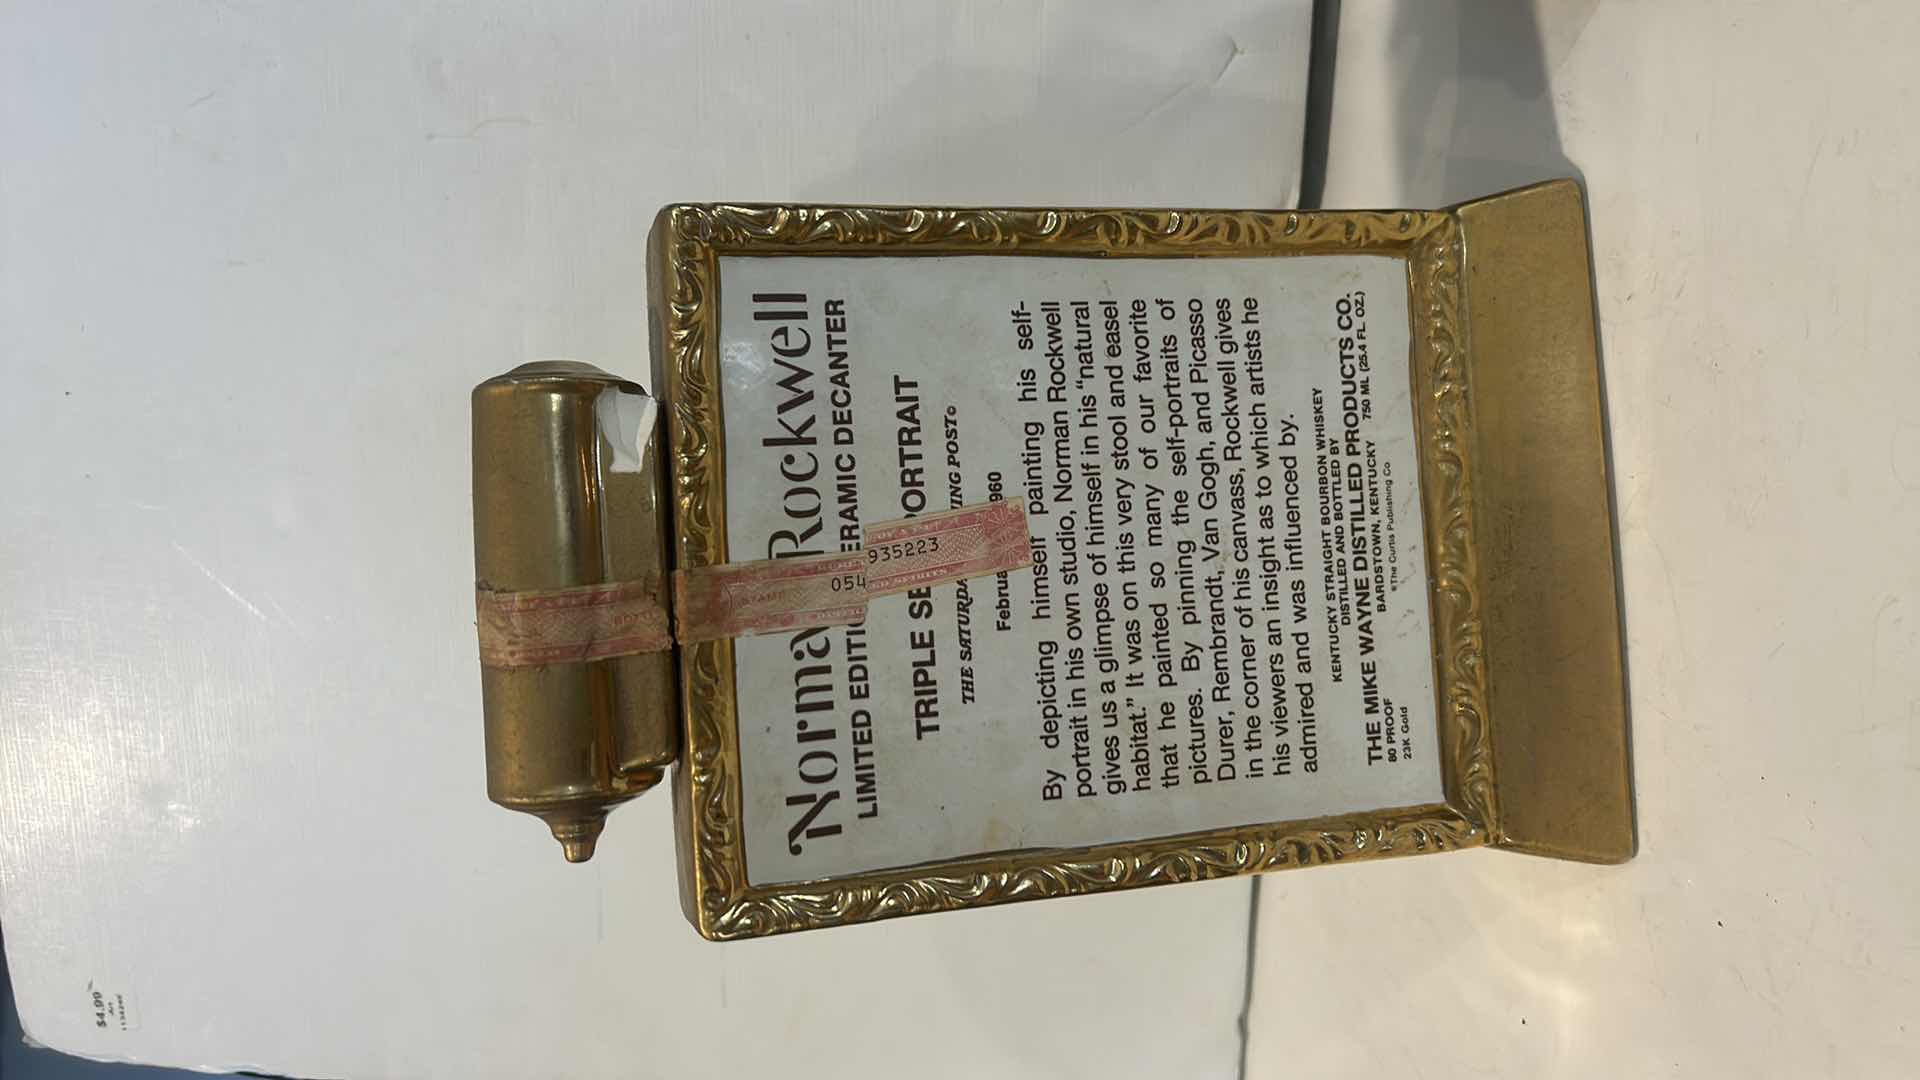 Norma Rockwell
LIMITED EDITIO ERAMIC DECANTER
TRIPLE SE PORTRAIT
THE SATURDA ING POST©
Februa 960
054 935223
STAMP
By depicting himself painting his self-
portrait in his own studio, Norman Rockwell
gives us a glimpse of himself in his “natural
habitat.” It was on this very stool and easel
that he painted so many of our favorite
pictures. By pinning the self-portraits of
Durer, Rembrandt, Van Gogh, and Picasso
in the corner of his canvass, Rockwell gives
his viewers an insight as to which artists he
admired and was influenced by.
KENTUCKY STRAIGHT BOURBON WHISKEY
DISTILLED AND BOTTLED BY
THE MIKE WAYNE DISTILLED PRODUCTS CO.
80 PROOF BARDSTOWN, KENTUCKY 750 ML (25.4 FL. OZ.)
23K Gold ©The Curtis Publishing Co
$4.99
Art